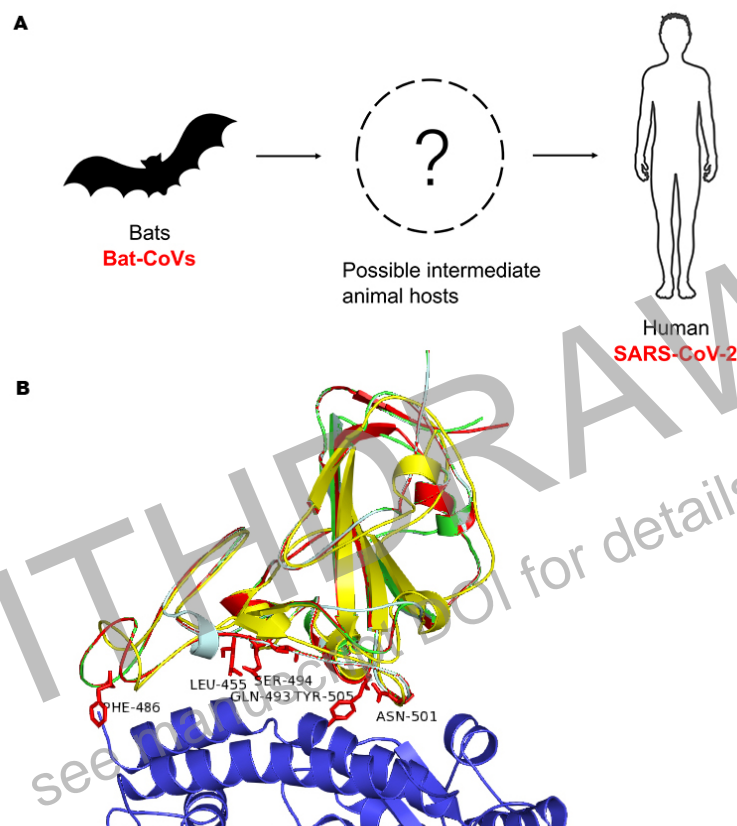 A
?
Bats
Bat-CoVs
Possible intermediate
animal hosts
Human
SARS-CoV-2
B
LEU-455
SER-494
GLN-493
TYR-505
PHE-486
ASN-501
see manuscript DOI for details